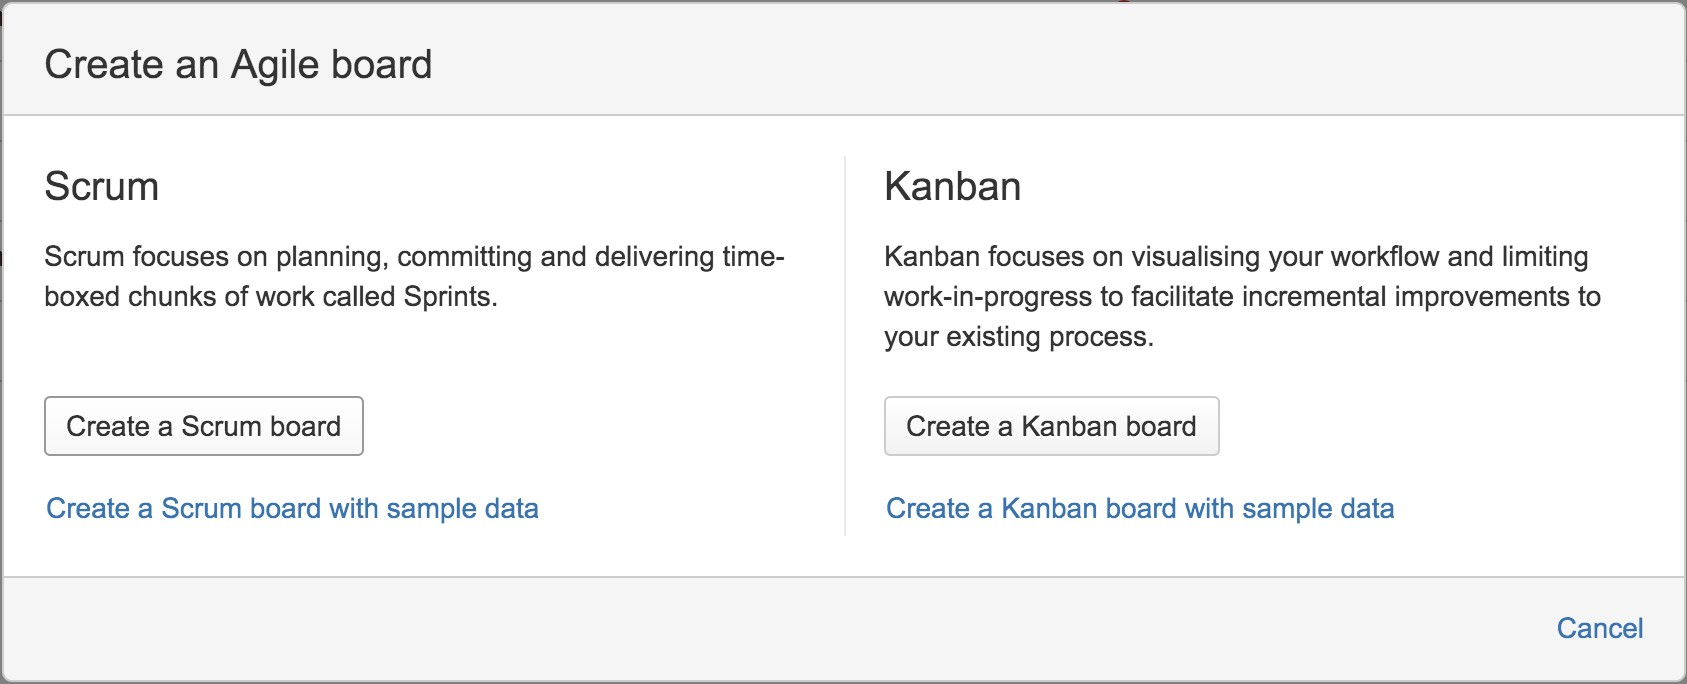 Create an Agile board
Scrum
Scrum focuses on planning, committing and delivering time-
boxed chunks of work called Sprints.
Create a Scrum board
Create a Scrum board with sample data
Kanban
Kanban focuses on visualising your workflow and limiting
work-in-progress to facilitate incremental improvements to
your existing process.
Create a Kanban board
Create a Kanban board with sample data
Cancel